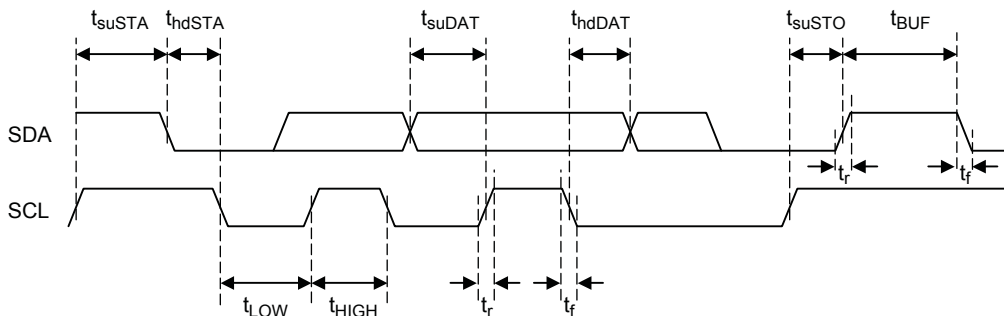 tsuSTA thdSTA tsuDAT thdDAT tsuSTO tBUF
SDA
tr tf
SCL
tLOW tHIGH tr tf